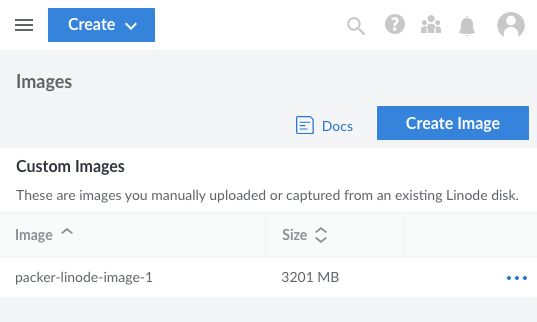 Create
Images
Docs
Create Image
Custom Images
These are images you manually uploaded or captured from an existing Linode disk.
Image Size
packer-linode-image-1 3201 MB